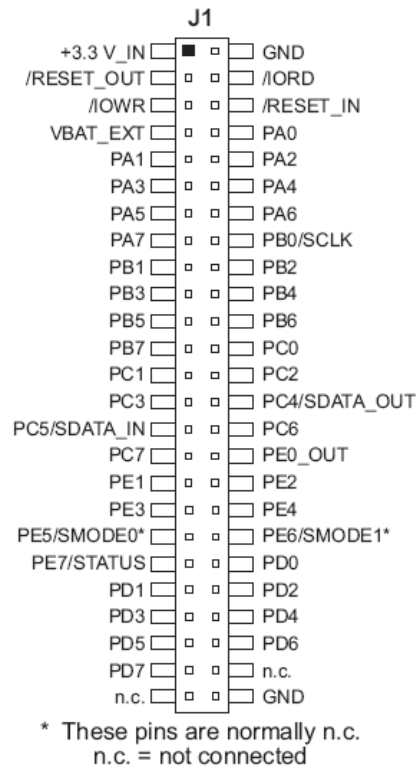 J1
+3.3 V_IN GND
/RESET_OUT /IORD
/IOWR /RESET_IN
VBAT_EXT PA0
PA1 PA2
PA3 PA4
PA5 PA6
PA7 PB0/SCLK
PB1 PB2
PB3 PB4
PB5 PB6
PB7 PC0
PC1 PC2
PC3 PC4/SDATA_OUT
PC5/SDATA_IN PC6
PC7 PE0_OUT
PE1 PE2
PE3 PE4
PE5/SMODE0* PE6/SMODE1*
PE7/STATUS PD0
PD1 PD2
PD3 PD4
PD5 PD6
PD7 n.c.
n.c. GND
* These pins are normally n.c.
n.c. = not connected